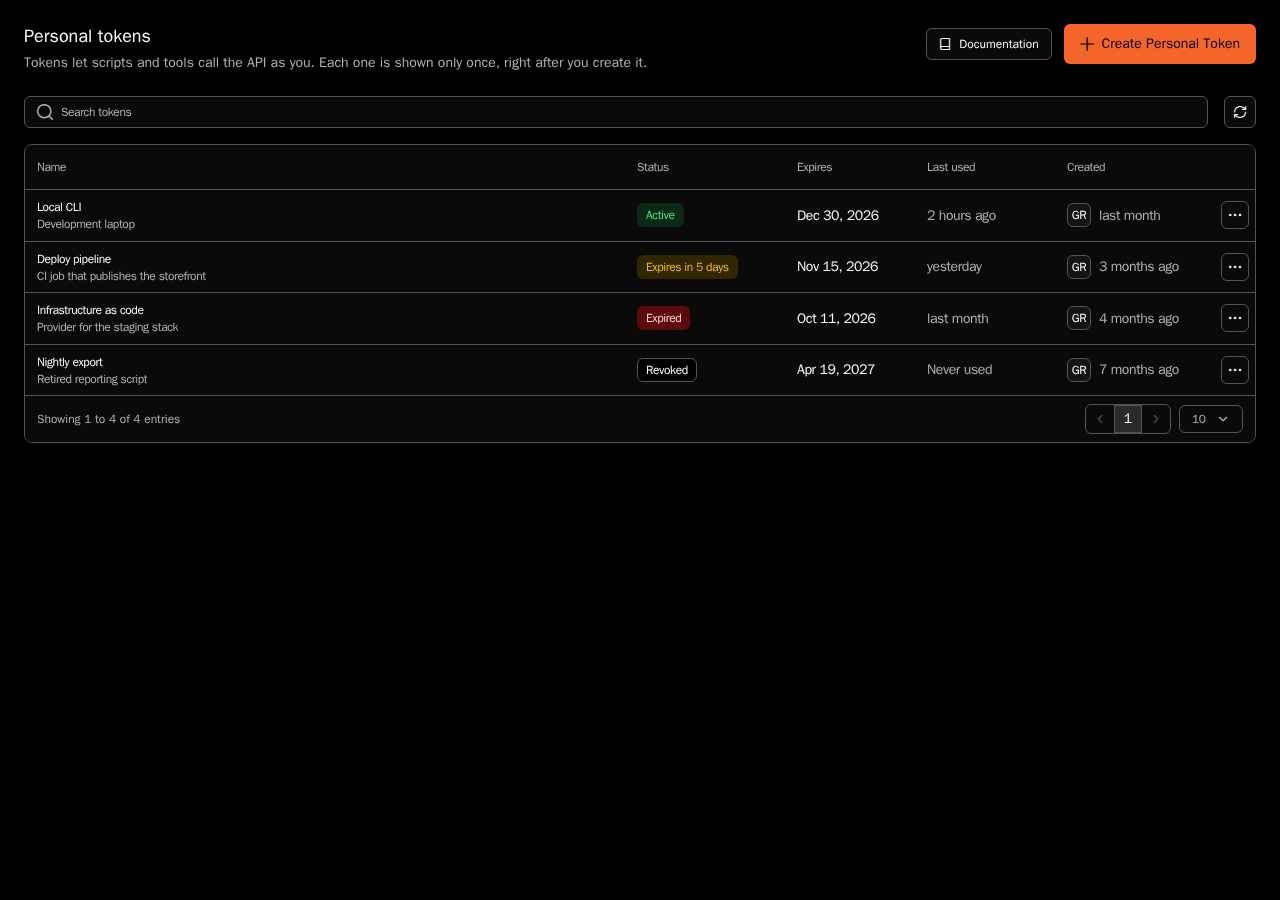 Personal tokens
Tokens let scripts and tools call the API as you. Each one is shown only once, right after you create it.
Documentation
Create Personal Token
Search tokens
Name Status Expires Last used Created
Local CLI
Development laptop
Active Dec 30, 2026 2 hours ago GR last month
Deploy pipeline
CI job that publishes the storefront
Expires in 5 days Nov 15, 2026 yesterday GR 3 months ago
Infrastructure as code
Provider for the staging stack
Expired Oct 11, 2026 last month GR 4 months ago
Nightly export
Retired reporting script
Revoked Apr 19, 2027 Never used GR 7 months ago
Showing 1 to 4 of 4 entries
1
10